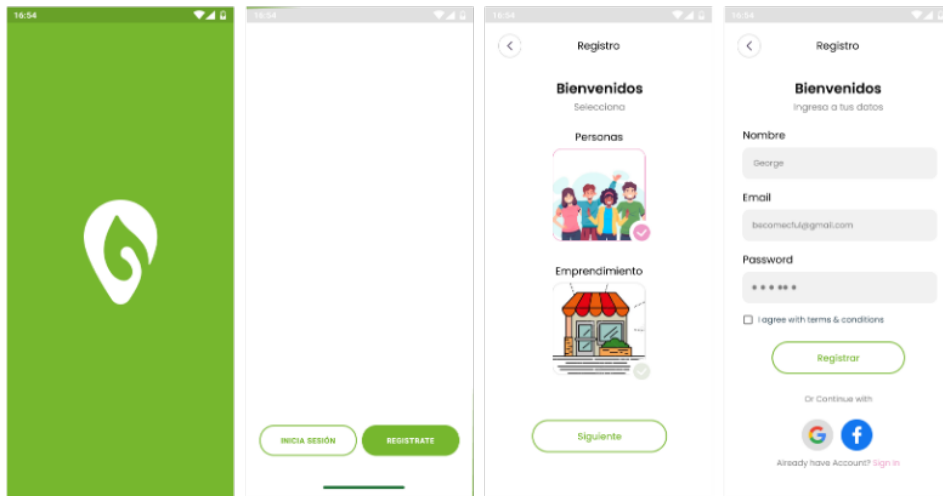 16:54
16:54
INICIA SESIÓN
REGISTRATE
16:54
Registro
Bienvenidos
Selecciona
Personas
Emprendimiento
Siguiente
16:54
Registro
Bienvenidos
Ingresa a tus datos
Nombre
George
Email
becomecful@gmail.com
Password
I agree with terms & conditions
Registrar
Or Continue with
Already have Account? Sign In